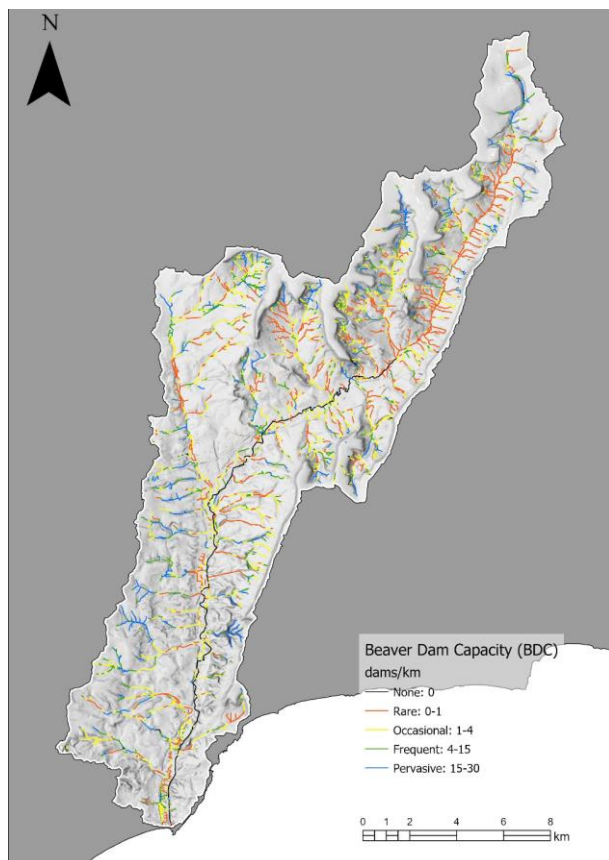 N
Beaver Dam Capacity (BDC)
dams/km
None: 0
Rare: 0-1
Occasional: 1-4
Frequent: 4-15
Pervasive: 15-30
0 1 2 4 6 8
km